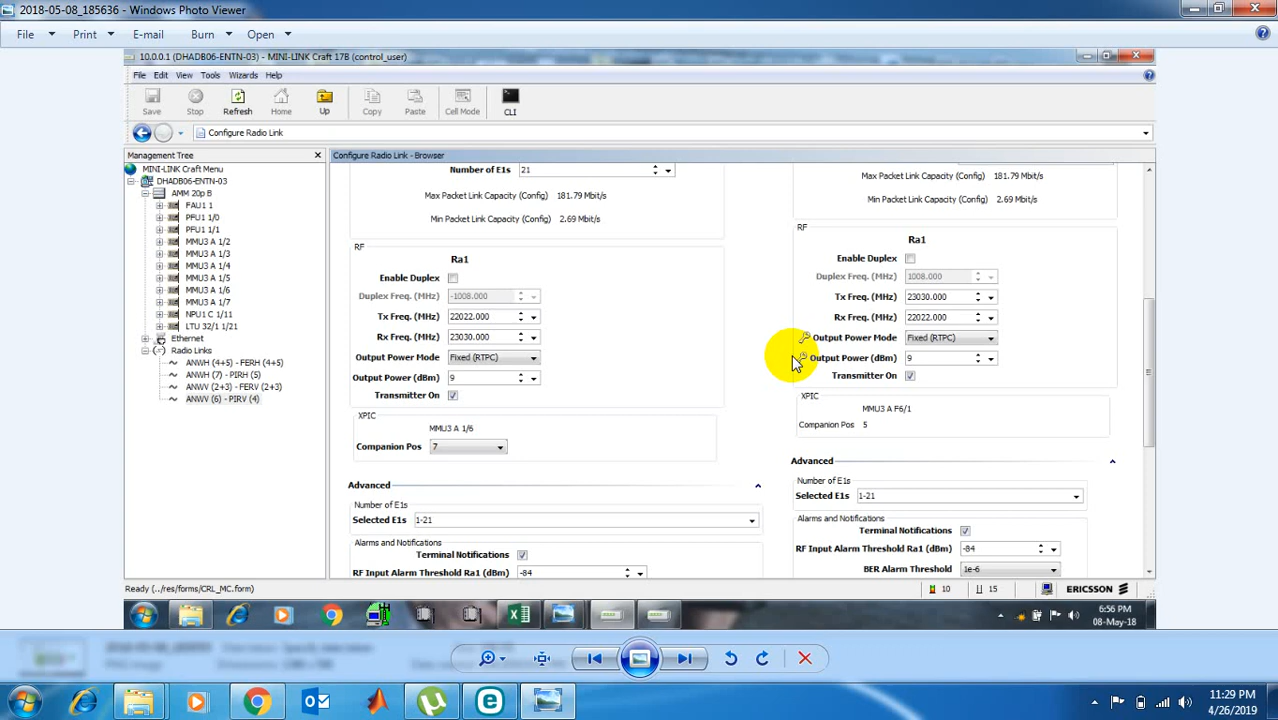 2018-05-08_185636 - Windows Photo Viewer
File Print E-mail Burn Open
10.0.0.1 (DHADB06-ENTN-03) - MINI-LINK Craft 17B (control_user)
File Edit View Tools Wizards Help
Save Stop Refresh Home Up Copy Paste Cell Mode CLI
Configure Radio Link
Management Tree
MINI-LINK Craft Menu
DHADB06-ENTN-03
AMM 20p B
FAU1 1
PFU1 1/0
PFU1 1/1
MMU3 A 1/2
MMU3 A 1/3
MMU3 A 1/4
MMU3 A 1/5
MMU3 A 1/6
MMU3 A 1/7
NPU1 C 1/11
LTU 32/1 1/21
Ethernet
Radio Links
ANWH (4+5) - FERH (4+5)
ANWH (7) - PIRH (5)
ANWV (2+3) - FERV (2+3)
ANWV (6) - PIRV (4)
Configure Radio Link - Browser
Number of E1s 21
Max Packet Link Capacity (Config) 181.79 Mbit/s
Min Packet Link Capacity (Config) 2.69 Mbit/s
RF
Ra1
Enable Duplex
Duplex Freq. (MHz) -1008.000
Tx Freq. (MHz) 22022.000
Rx Freq. (MHz) 23030.000
Output Power Mode Fixed (RTPC)
Output Power (dBm) 9
Transmitter On
XPIC
MMU3 A 1/6
Companion Pos 7
Advanced
Number of E1s
Selected E1s 1-21
Alarms and Notifications
Terminal Notifications
RF Input Alarm Threshold Ra1 (dBm) -84
Max Packet Link Capacity (Config) 181.79 Mbit/s
Min Packet Link Capacity (Config) 2.69 Mbit/s
RF
Ra1
Enable Duplex
Duplex Freq. (MHz) 1008.000
Tx Freq. (MHz) 23030.000
Rx Freq. (MHz) 22022.000
Output Power Mode Fixed (RTPC)
Output Power (dBm) 9
Transmitter On
XPIC
MMU3 A F6/1
Companion Pos 5
Advanced
Number of E1s
Selected E1s 1-21
Alarms and Notifications
Terminal Notifications
RF Input Alarm Threshold Ra1 (dBm) -84
BER Alarm Threshold 1e-6
Ready (../res/forms/CRL_MC.form) 10 15 ERICSSON
6:56 PM
08-May-18
11:29 PM
4/26/2019